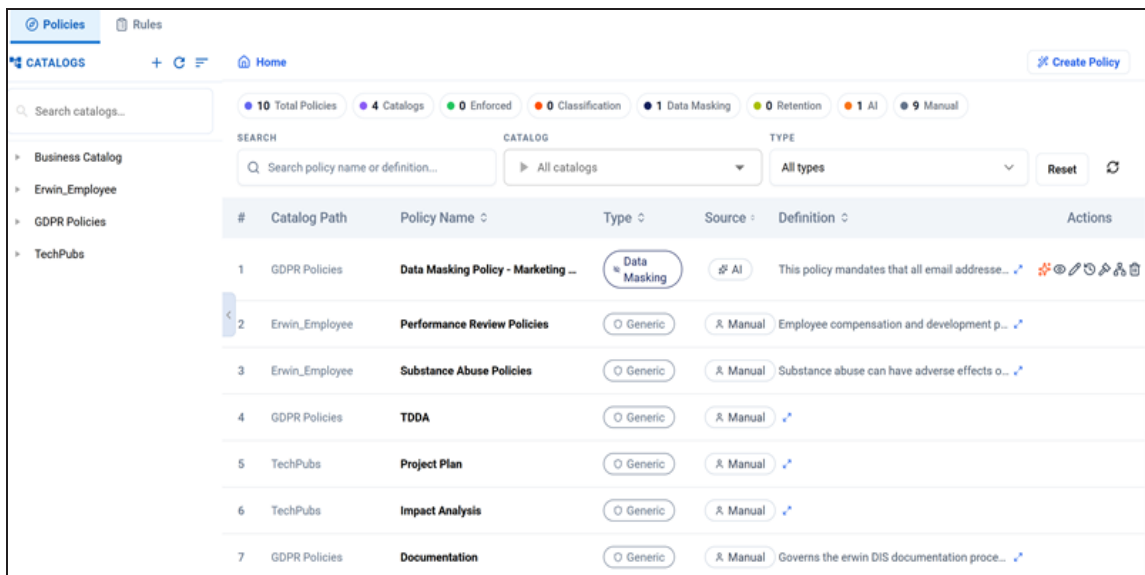 Policies Rules
CATALOGS
Home
Create Policy
Search catalogs...
10 Total Policies 4 Catalogs 0 Enforced 0 Classification 1 Data Masking 0 Retention 1 AI 9 Manual
SEARCH CATALOG TYPE
Search policy name or definition... All catalogs All types Reset
Business Catalog
Erwin_Employee
GDPR Policies
TechPubs
# Catalog Path Policy Name Type Source Definition Actions
1 GDPR Policies Data Masking Policy - Marketing ... Data Masking AI This policy mandates that all email addresse...
2 Erwin_Employee Performance Review Policies Generic Manual Employee compensation and development p...
3 Erwin_Employee Substance Abuse Policies Generic Manual Substance abuse can have adverse effects o...
4 GDPR Policies TDDA Generic Manual
5 TechPubs Project Plan Generic Manual
6 TechPubs Impact Analysis Generic Manual
7 GDPR Policies Documentation Generic Manual Governs the erwin DIS documentation proce...